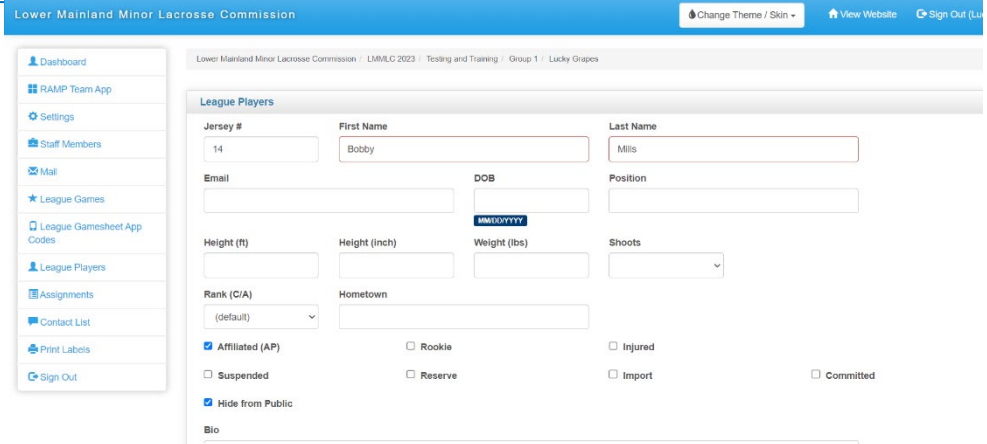 Lower Mainland Minor Lacrosse Commission
Change Theme / Skin
View Website
Sign Out (Luc
Dashboard
RAMP Team App
Settings
Staff Members
Mail
League Games
League Gamesheet App
Codes
League Players
Assignments
Contact List
Print Labels
Sign Out
Lower Mainland Minor Lacrosse Commission / LMMLC 2023 / Testing and Training / Group 1 / Lucky Grapes
League Players
Jersey # First Name Last Name
14 Bobby Mills
Email DOB Position
MM/DD/YYYY
Height (ft) Height (inch) Weight (lbs) Shoots
Rank (C/A) Hometown
(default)
Affiliated (AP) Rookie Injured
Suspended Reserve Import Committed
Hide from Public
Bio